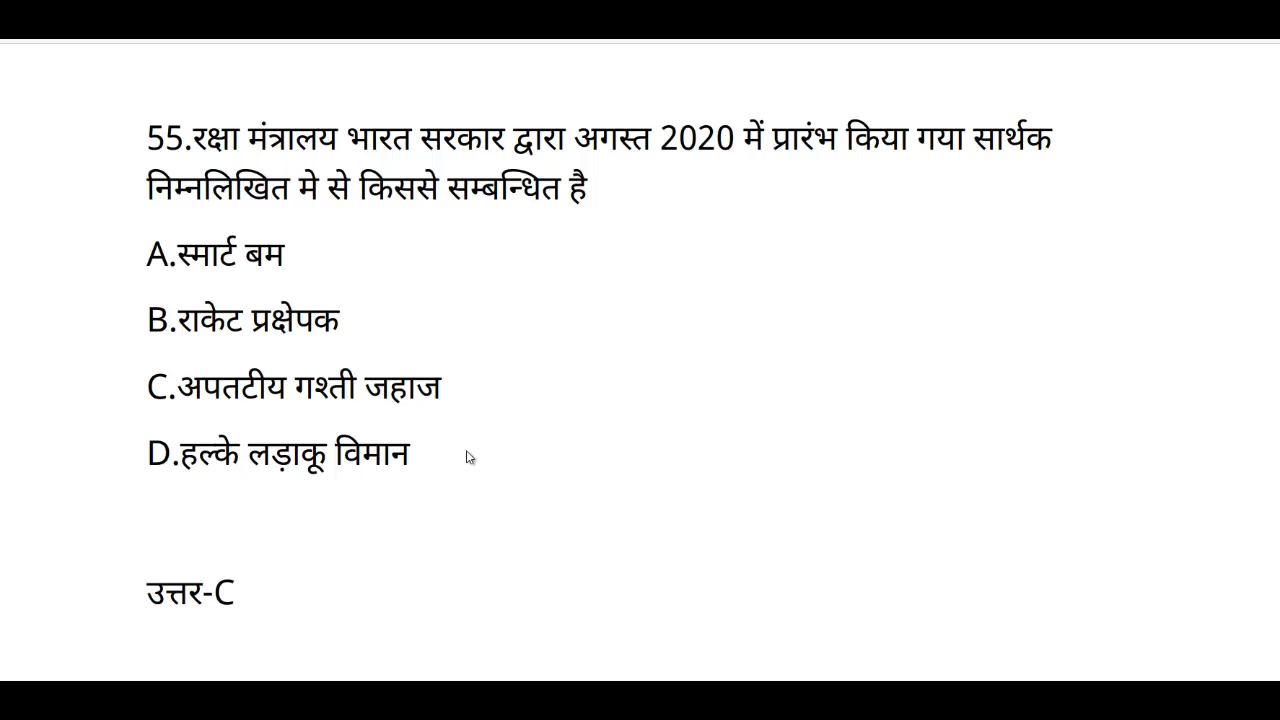 55.रक्षा मंत्रालय भारत सरकार द्वारा अगस्त 2020 में प्रारंभ किया गया सार्थक
निम्नलिखित मे से किससे सम्बन्धित है
A.स्मार्ट बम
B.राकेट प्रक्षेपक
C.अपतटीय गश्ती जहाज
D.हल्के लड़ाकू विमान
उत्तर-C